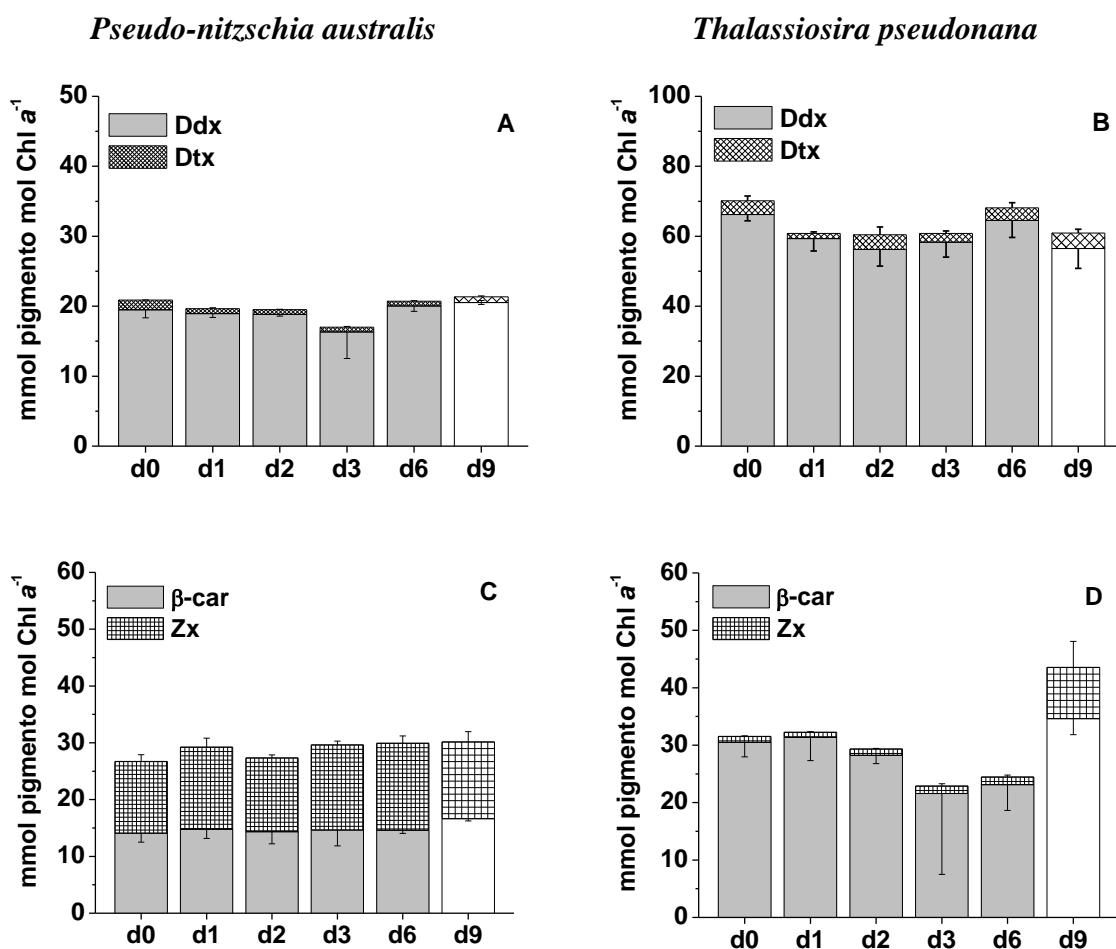 Pseudo-nitzschia australis
Thalassiosira pseudonana
50
40
30
20
10
0
mmol pigmento mol Chl a⁻¹
Ddx
Dtx
A
d0 d1 d2 d3 d6 d9
100
80
60
40
20
0
mmol pigmento mol Chl a⁻¹
Ddx
Dtx
B
d0 d1 d2 d3 d6 d9
60
50
40
30
20
10
0
mmol pigmento mol Chl a⁻¹
β-car
Zx
C
d0 d1 d2 d3 d6 d9
60
50
40
30
20
10
0
mmol pigmento mol Chl a⁻¹
β-car
Zx
D
d0 d1 d2 d3 d6 d9